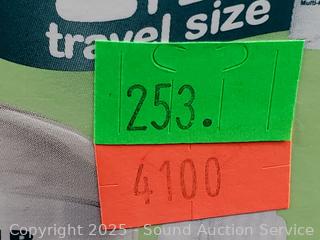 travel size
253.
4100
Copyright 2025 - Sound Auction Service